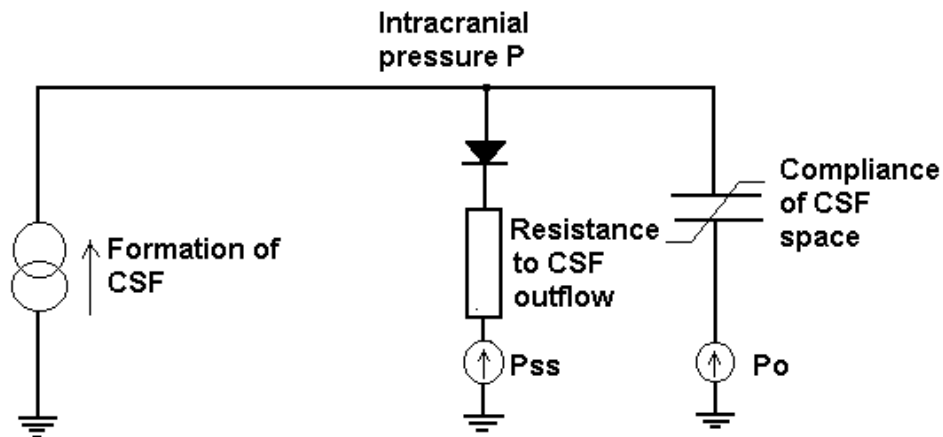 Intracranial
pressure P
Formation of
CSF
Resistance
to CSF
outflow
Compliance
of CSF
space
Pss
Po